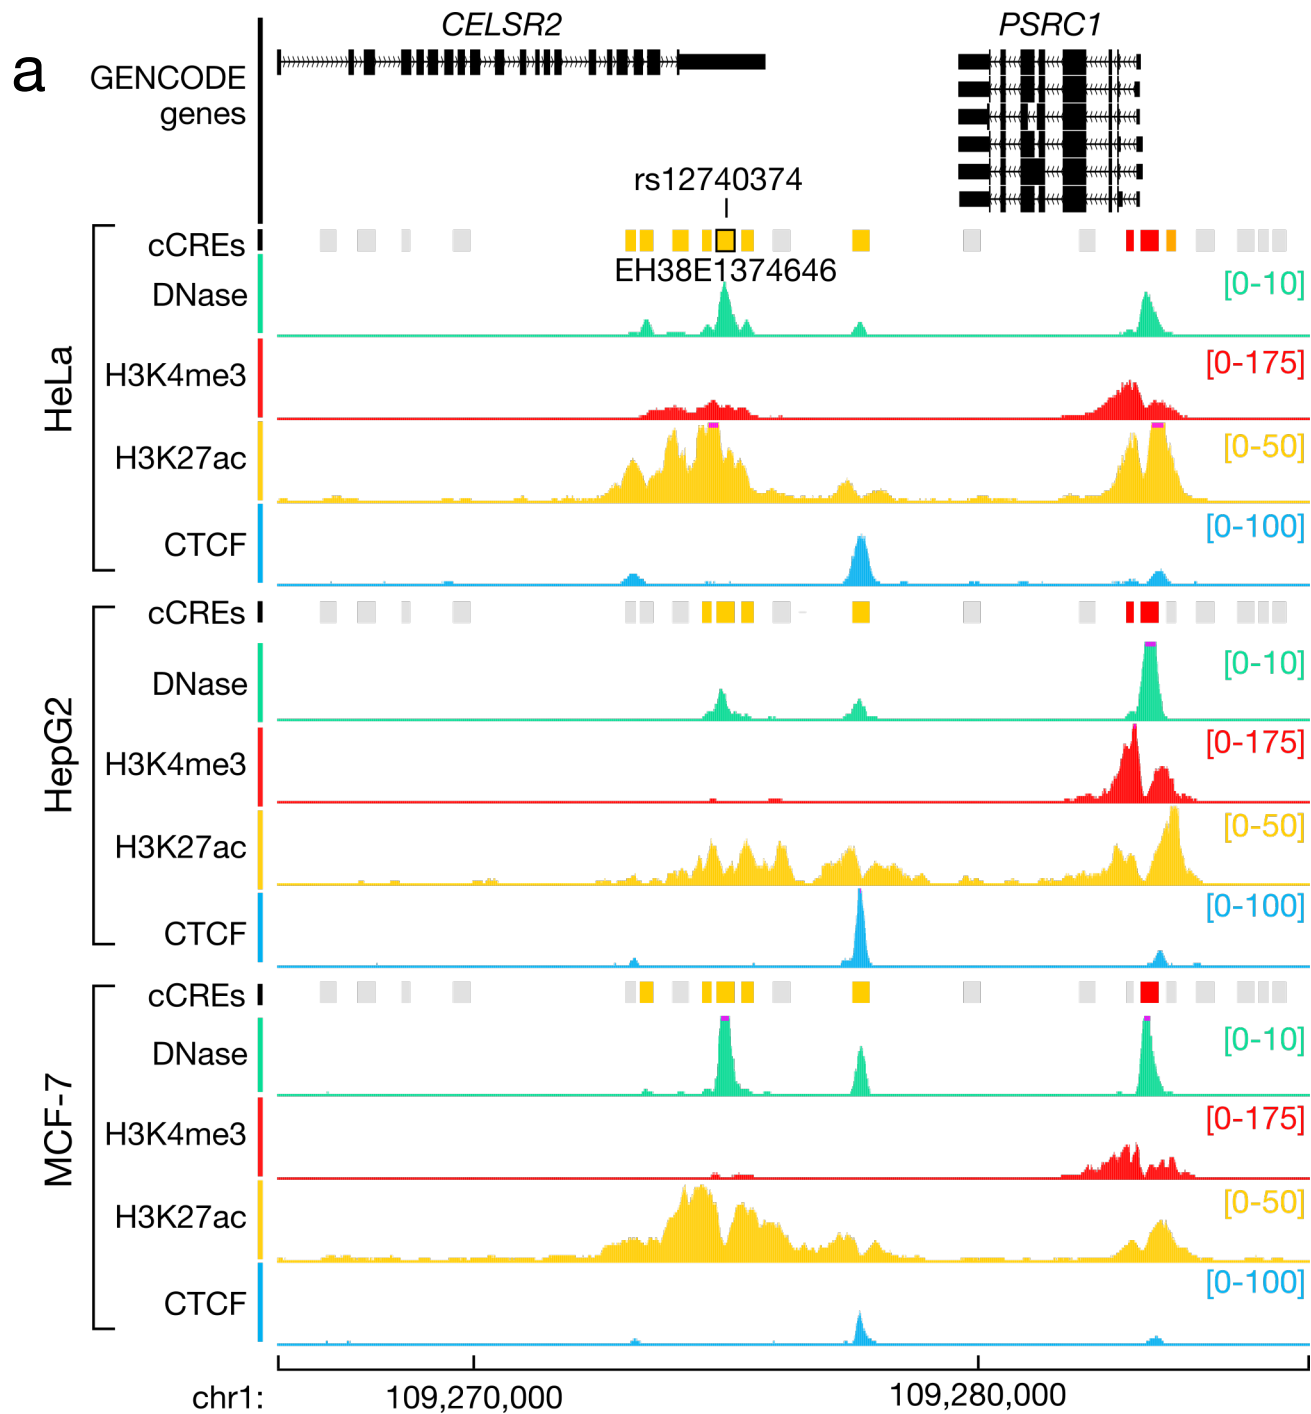 a
CELSR2
PSRC1
GENCODE
genes
rs12740374
HeLa
cCREs
EH38E1374646
DNase
[0-10]
H3K4me3
[0-175]
H3K27ac
[0-50]
CTCF
[0-100]
HepG2
cCREs
DNase
[0-10]
H3K4me3
[0-175]
H3K27ac
[0-50]
CTCF
[0-100]
MCF-7
cCREs
DNase
[0-10]
H3K4me3
[0-175]
H3K27ac
[0-50]
CTCF
[0-100]
chr1:
109,270,000
109,280,000